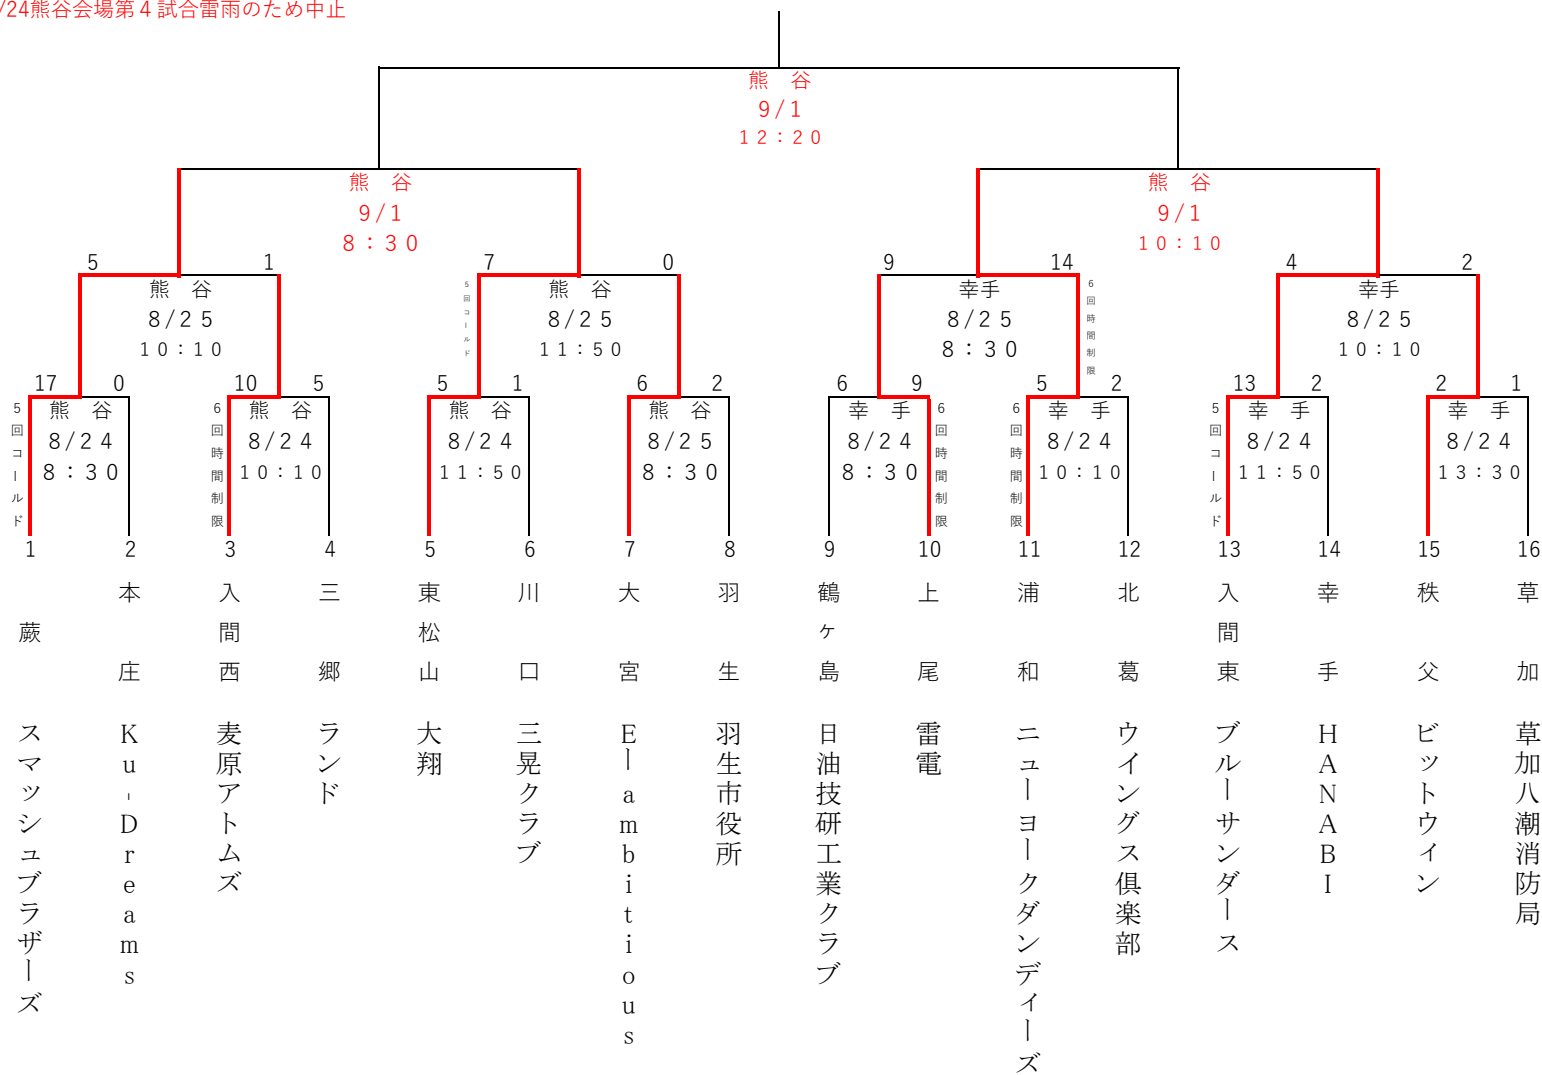 /24熊谷会場第４試合雷雨のため中止
熊　谷
9/1
１２：２０
熊　谷
9/1
8：３０
熊　谷
9/1
１０：１０
5
1
7
0
9
14
4
2
熊　谷
8/２５
１０：１０
5回コールド
熊　谷
8/２５
１１：５０
幸手
8/２５
8：３０
6回時間制限
幸手
8/２５
１０：１０
17
0
10
5
5
1
6
2
6
9
5
2
13
2
2
1
5回コールド
熊　谷
8/２４
8：３０
6回時間制限
熊　谷
8/２４
１０：１０
熊　谷
8/２４
１１：５０
熊　谷
8/２５
8：３０
幸　手
8/２４
8：３０
6回時間制限
6回時間制限
幸　手
8/２４
１０：１０
5回コールド
幸　手
8/２４
１１：５０
幸　手
8/２４
１３：３０
1
2
3
4
5
6
7
8
9
10
11
12
13
14
15
16
蕨
スマッシュブラザーズ
本庄
Ｋｕ-Ｄｒｅａｍｓ
入間西
麦原アトムズ
三郷
ランド
東松山
大翔
川口
三晃クラブ
大宮
Ｅｌーａｍｂｉｔｉｏｕｓ
羽生
羽生市役所
鶴ヶ島
日油技研工業クラブ
上尾
雷電
浦和
ニューヨークダンディーズ
北葛
ウイングス倶楽部
入間東
ブルーサンダース
幸手
ＨＡＮＡＢＩ
秩父
ビットウィン
草加
草加八潮消防局